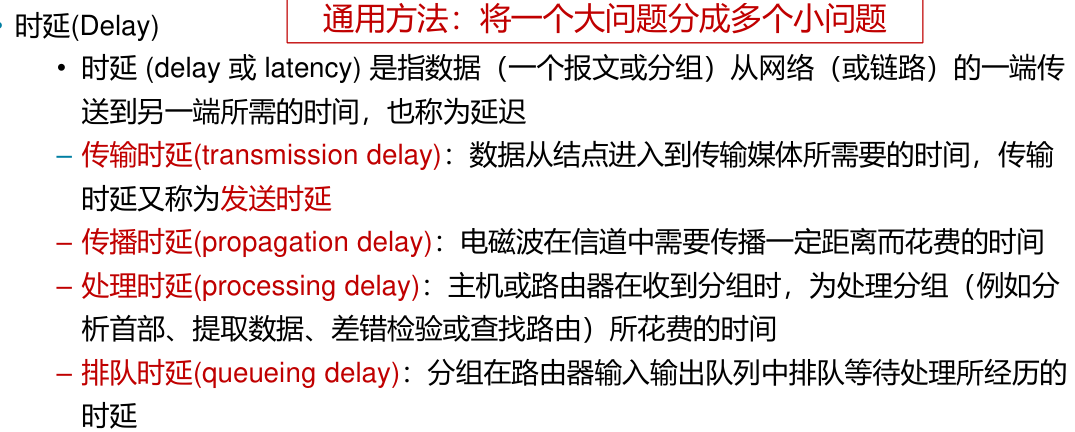 通用方法：将一个大问题分成多个小问题
• 时延(Delay)
• 时延 (delay 或 latency) 是指数据（一个报文或分组）从网络（或链路）的一端传
送到另一端所需的时间，也称为延迟
– 传输时延(transmission delay)：数据从结点进入到传输媒体所需要的时间，传输
时延又称为发送时延
– 传播时延(propagation delay)：电磁波在信道中需要传播一定距离而花费的时间
– 处理时延(processing delay)：主机或路由器在收到分组时，为处理分组（例如分
析首部、提取数据、差错检验或查找路由）所花费的时间
– 排队时延(queueing delay)：分组在路由器输入输出队列中排队等待处理所经历的
时延